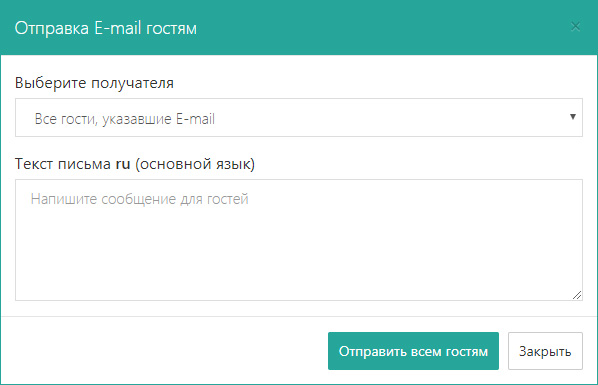 Отправка E-mail гостям
×
Выберите получателя
Все гости, указавшие E-mail
Текст письма ru (основной язык)
Напишите сообщение для гостей
Отправить всем гостям Закрыть